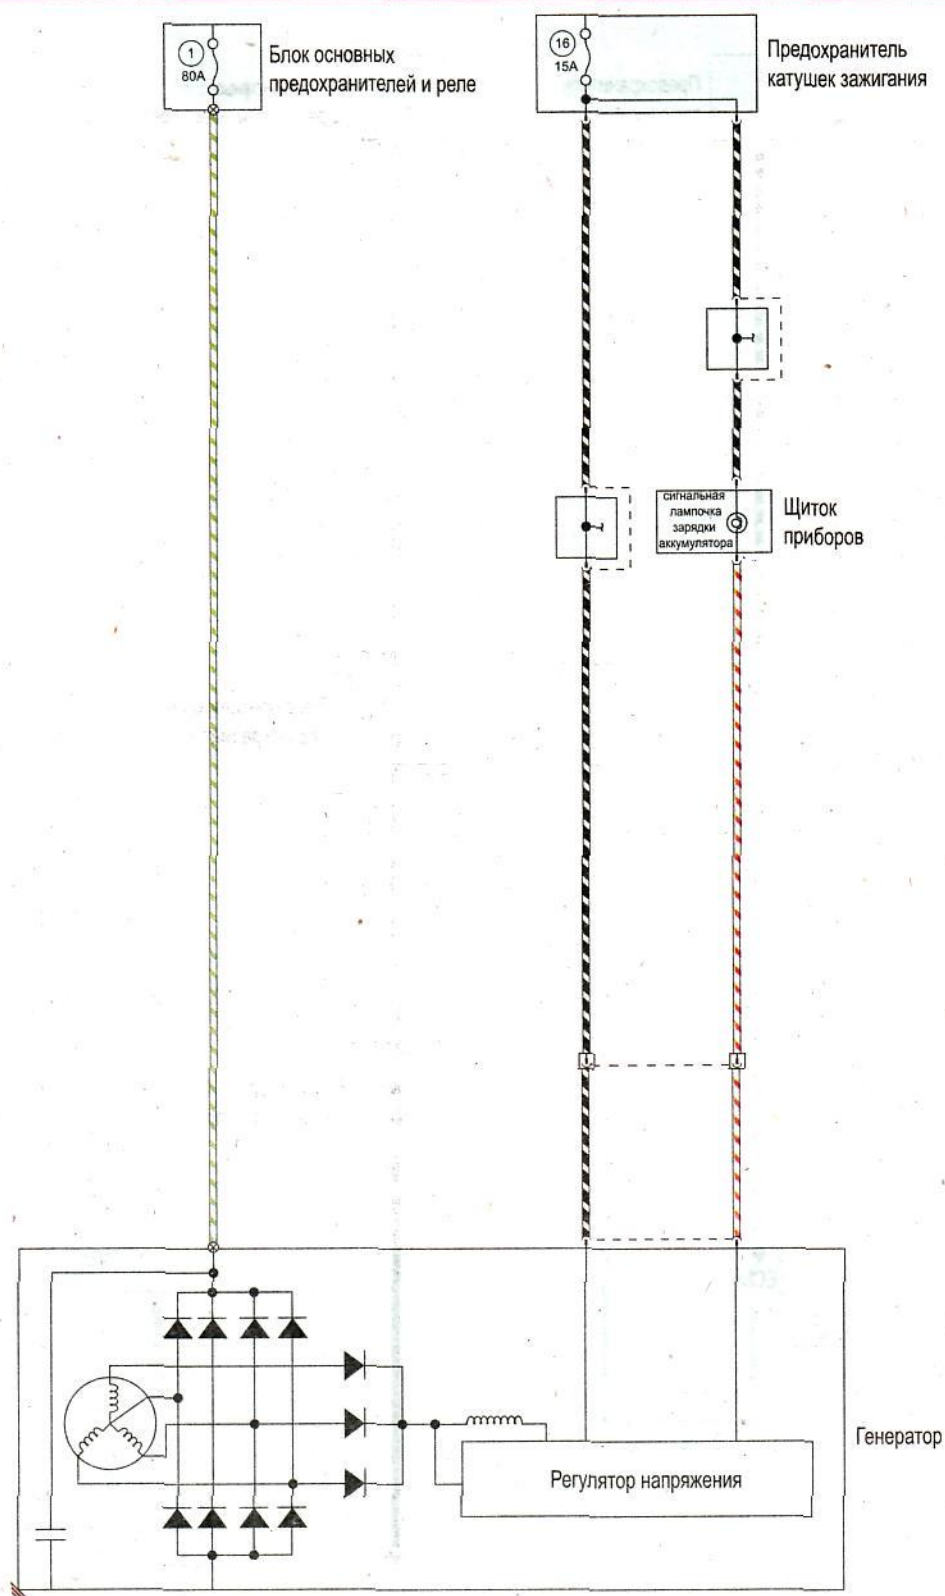 1
80A
Блок основных
предохранителей и реле
16
15A
Предохранитель
катушек зажигания
сигнальная
лампочка
зарядки
аккумулятора
Щиток
приборов
Генератор
Регулятор напряжения